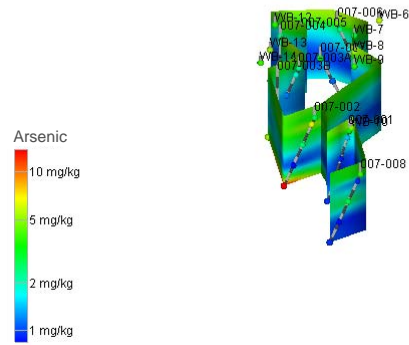 WB-12
007-006
WB-6
007-004
007-005
WB-7
WB-13
WB-8
WB-14
007-003A
WB-9
007-003B
007-002
007-001
007-008
Arsenic
10 mg/kg
5 mg/kg
2 mg/kg
1 mg/kg